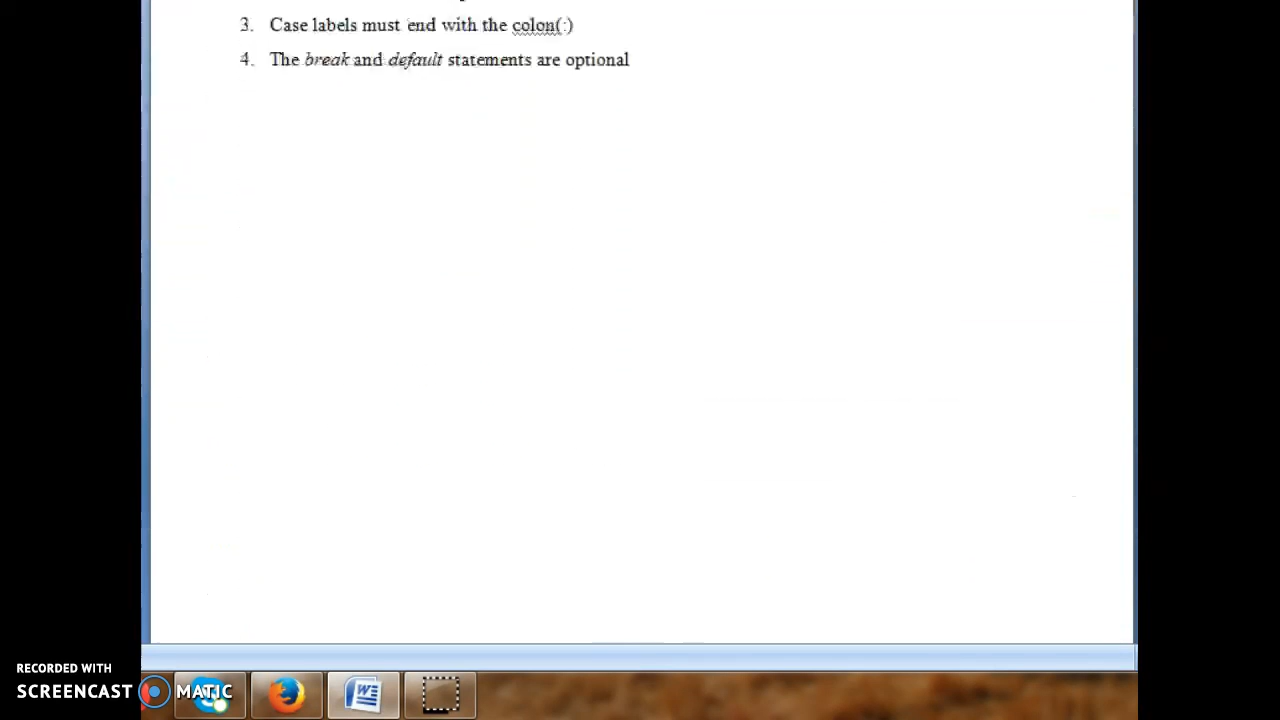 3. Case labels must end with the colon(:)
4. The break and default statements are optional
RECORDED WITH
SCREENCAST MATIC